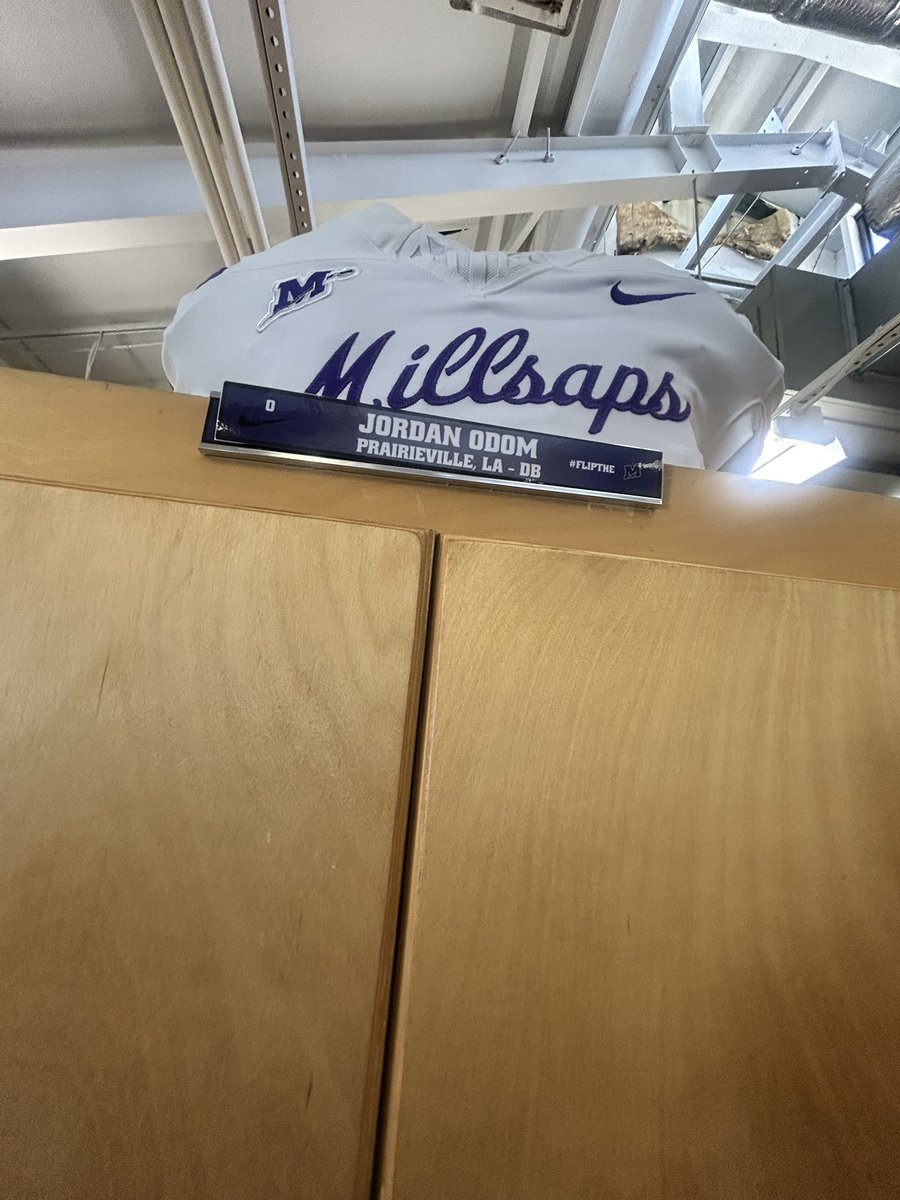 M
Millsaps
0
JORDAN ODOM
PRAIRIEVILLE, LA - DB
#FLIPTHE M